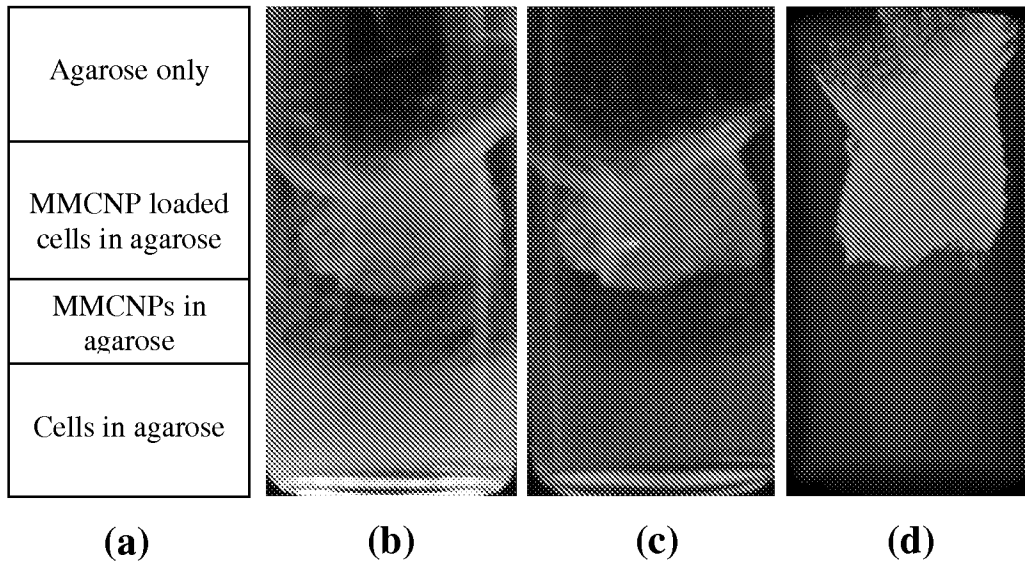 Agarose only
MMCNP loaded
cells in agarose
MMCNPs in
agarose
Cells in agarose
(a)
(b)
(c)
(d)